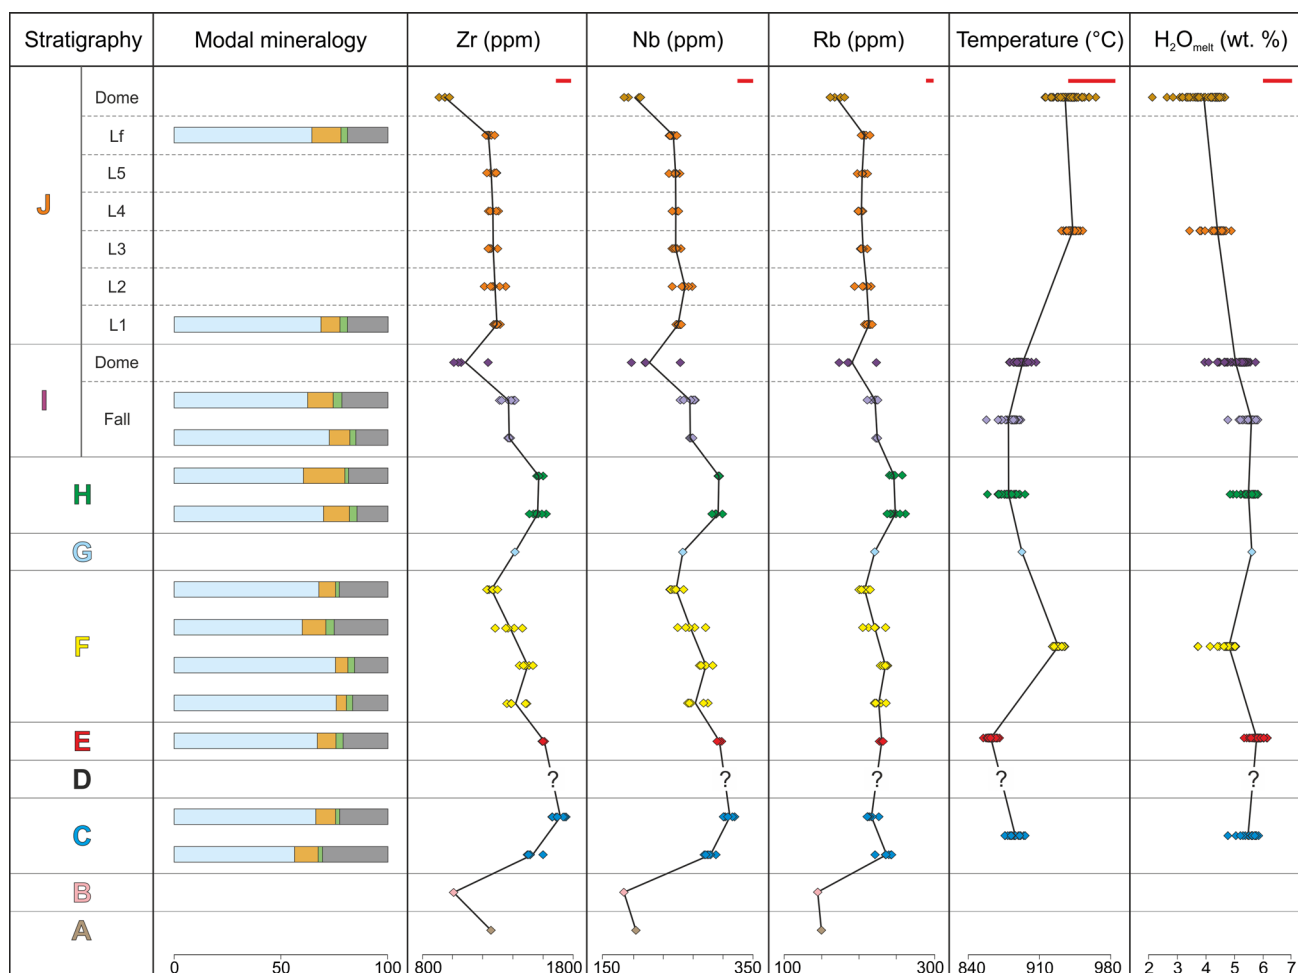 Stratigraphy Modal mineralogy Zr (ppm) Nb (ppm) Rb (ppm) Temperature (°C) H₂Omelt (wt. %)
Dome
Lf
L5
J L4
L3
L2
L1
Dome
I Fall
H
G
F
E
D ? ? ? ? ?
C
B
A
0 50 100 800 1800 150 350 100 300 840 910 980 2 3 4 5 6 7